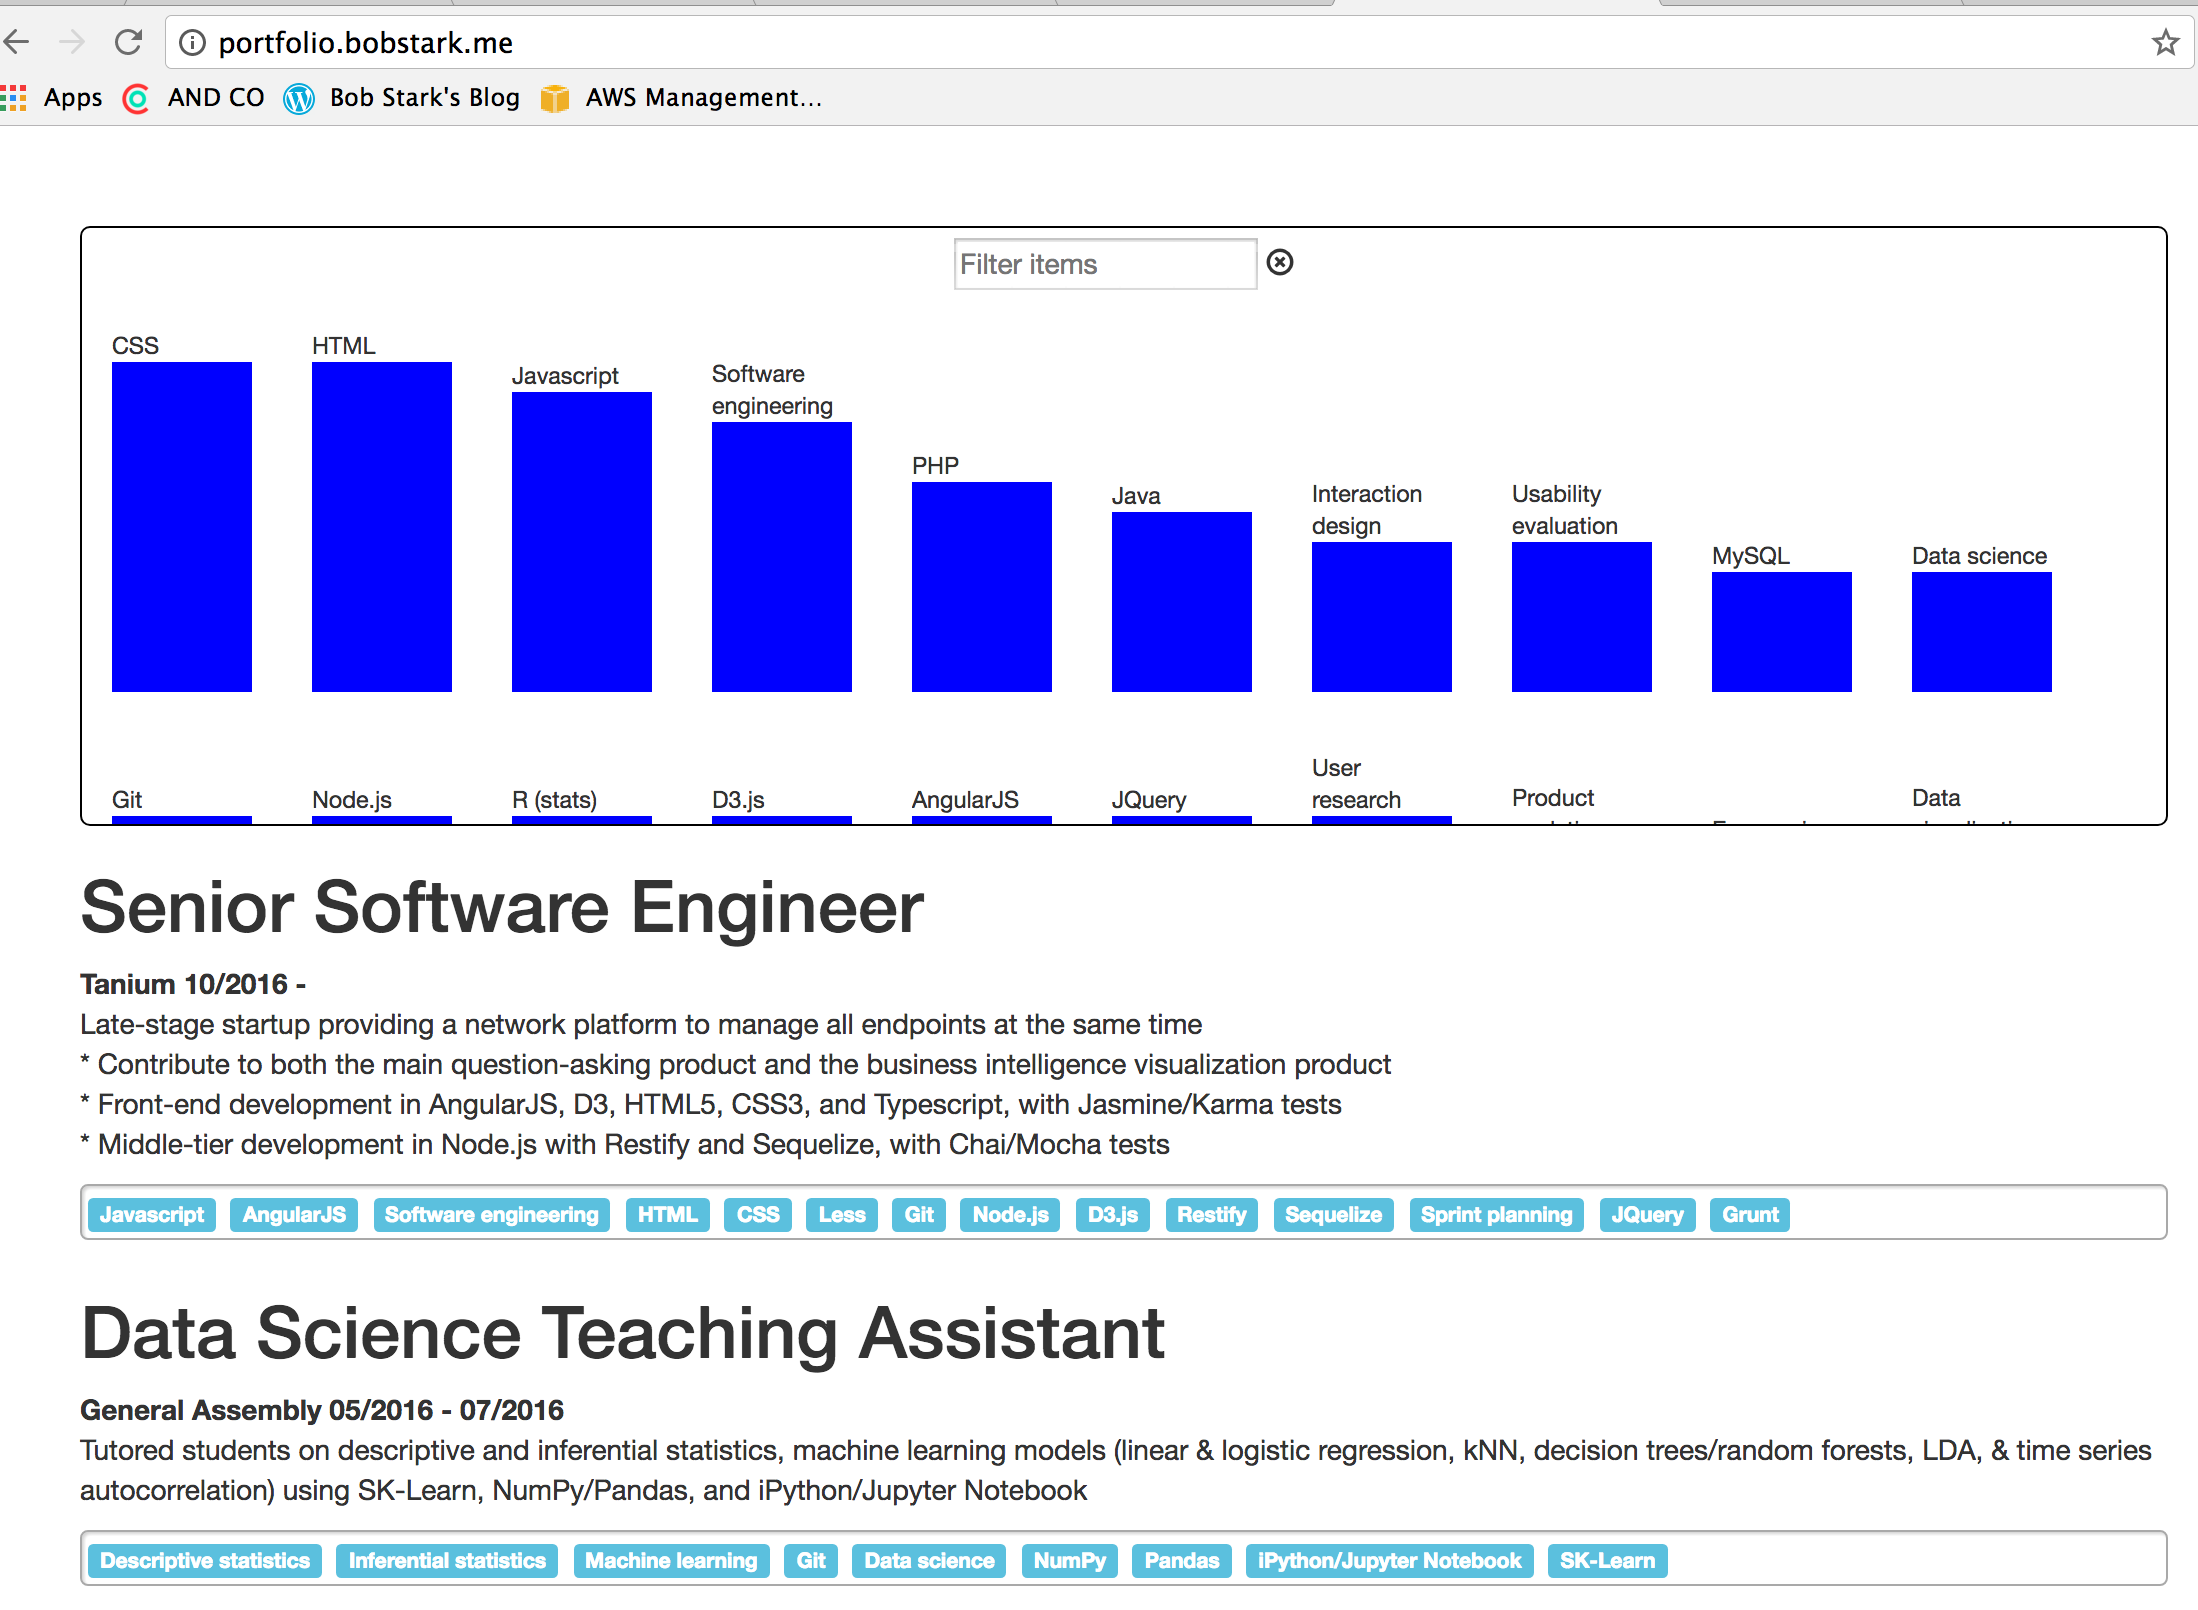 portfolio.bobstark.me
Apps AND CO Bob Stark's Blog AWS Management...
Filter items
CSS
HTML
Javascript
Software
engineering
PHP
Java
Interaction
design
Usability
evaluation
MySQL
Data science
Git
Node.js
R (stats)
D3.js
AngularJS
JQuery
User
research
Product
Data
Senior Software Engineer
Tanium 10/2016 -
Late-stage startup providing a network platform to manage all endpoints at the same time
* Contribute to both the main question-asking product and the business intelligence visualization product
* Front-end development in AngularJS, D3, HTML5, CSS3, and Typescript, with Jasmine/Karma tests
* Middle-tier development in Node.js with Restify and Sequelize, with Chai/Mocha tests
Javascript AngularJS Software engineering HTML CSS Less Git Node.js D3.js Restify Sequelize Sprint planning JQuery Grunt
Data Science Teaching Assistant
General Assembly 05/2016 - 07/2016
Tutored students on descriptive and inferential statistics, machine learning models (linear & logistic regression, kNN, decision trees/random forests, LDA, & time series
autocorrelation) using SK-Learn, NumPy/Pandas, and iPython/Jupyter Notebook
Descriptive statistics Inferential statistics Machine learning Git Data science NumPy Pandas iPython/Jupyter Notebook SK-Learn